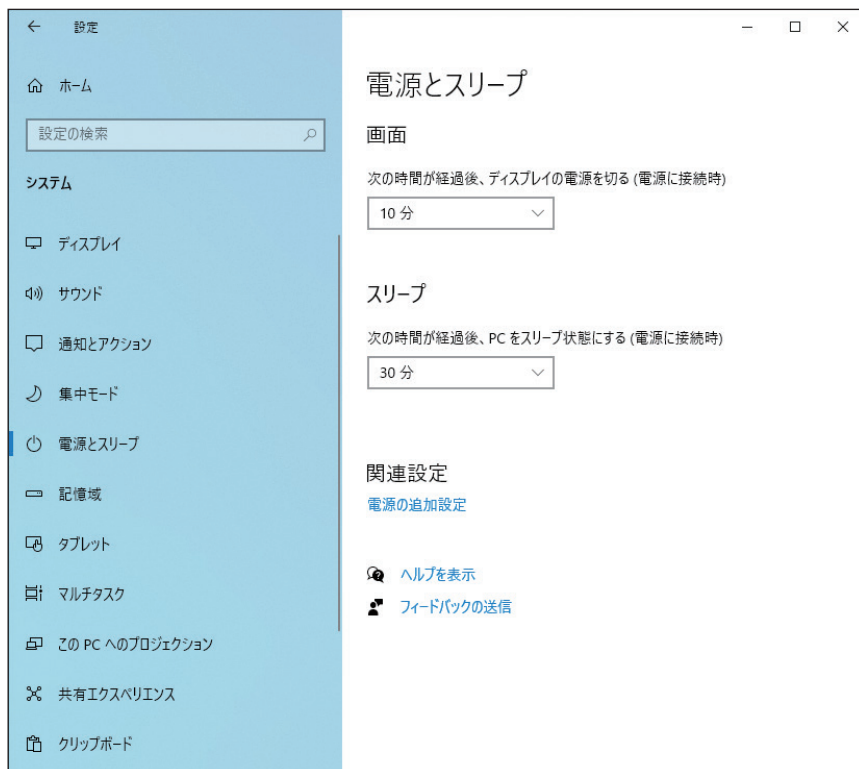 設定
ホーム
設定の検索
システム
ディスプレイ
サウンド
通知とアクション
集中モード
電源とスリープ
記憶域
タブレット
マルチタスク
この PC へのプロジェクション
共有エクスペリエンス
クリップボード
電源とスリープ
画面
次の時間が経過後、ディスプレイの電源を切る (電源に接続時)
10 分
スリープ
次の時間が経過後、PC をスリープ状態にする (電源に接続時)
30 分
関連設定
電源の追加設定
ヘルプを表示
フィードバックの送信